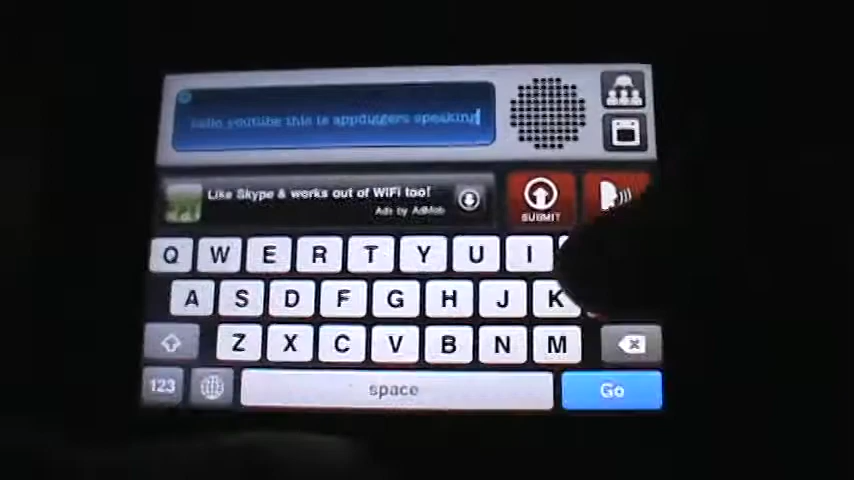 hello youtube this is appduggers speaking
Like Skype & works out of WiFi too!
Ads by AdMob
SUBMIT
Q W E R T Y U I
A S D F G H J K
Z X C V B N M
123 space Go